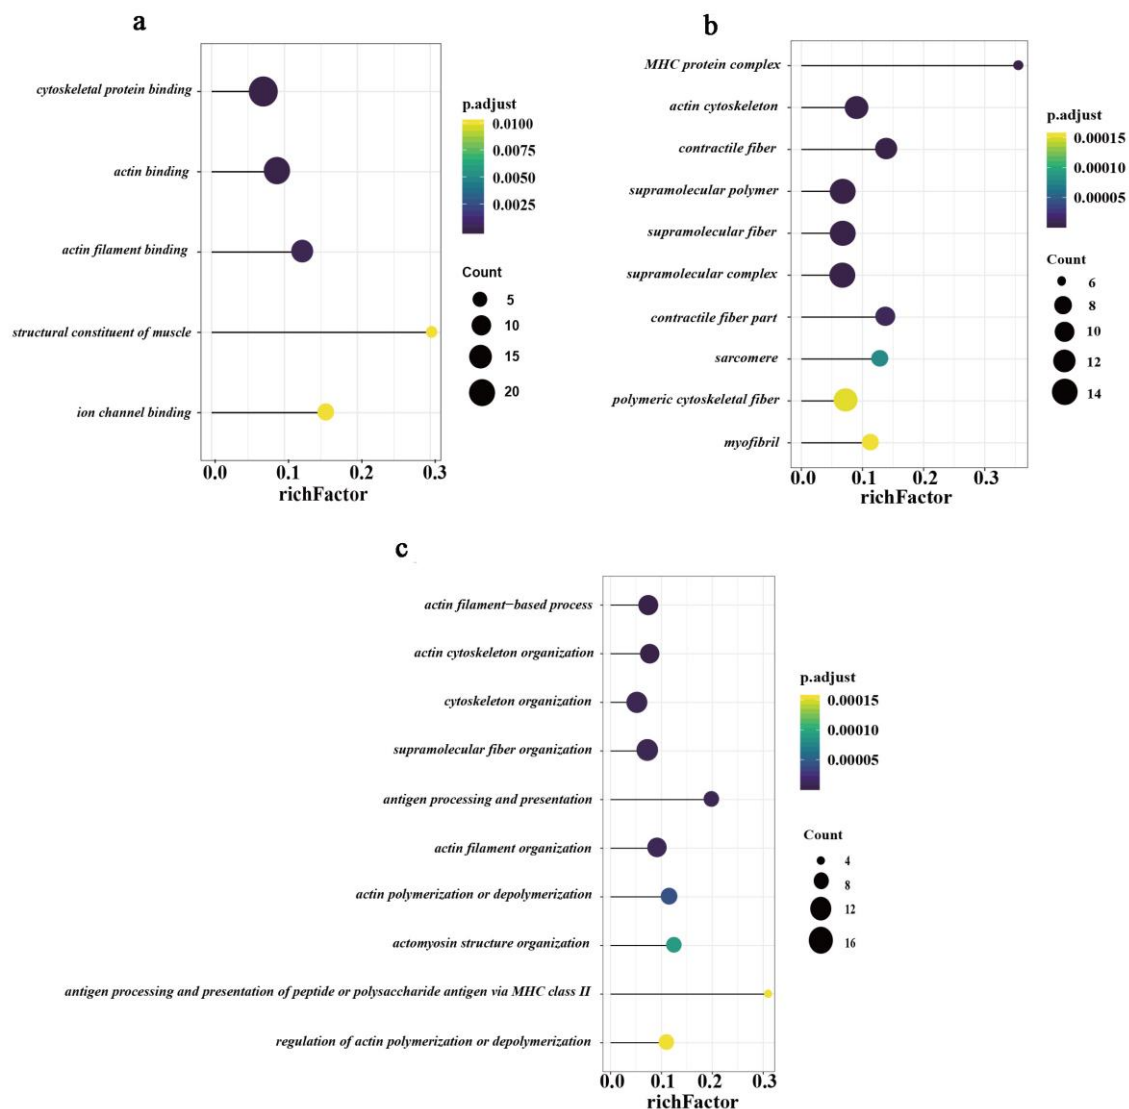 a
cytoskeletal protein binding
actin binding
actin filament binding
structural constituent of muscle
ion channel binding
0.0 0.1 0.2 0.3
richFactor
p.adjust
0.0100
0.0075
0.0050
0.0025
Count
5
10
15
20
b
MHC protein complex
actin cytoskeleton
contractile fiber
supramolecular polymer
supramolecular fiber
supramolecular complex
contractile fiber part
sarcomere
polymeric cytoskeletal fiber
myofibril
0.0 0.1 0.2 0.3
richFactor
p.adjust
0.00015
0.00010
0.00005
Count
6
8
10
12
14
c
actin filament−based process
actin cytoskeleton organization
cytoskeleton organization
supramolecular fiber organization
antigen processing and presentation
actin filament organization
actin polymerization or depolymerization
actomyosin structure organization
antigen processing and presentation of peptide or polysaccharide antigen via MHC class II
regulation of actin polymerization or depolymerization
0.0 0.1 0.2 0.3
richFactor
p.adjust
0.00015
0.00010
0.00005
Count
4
8
12
16